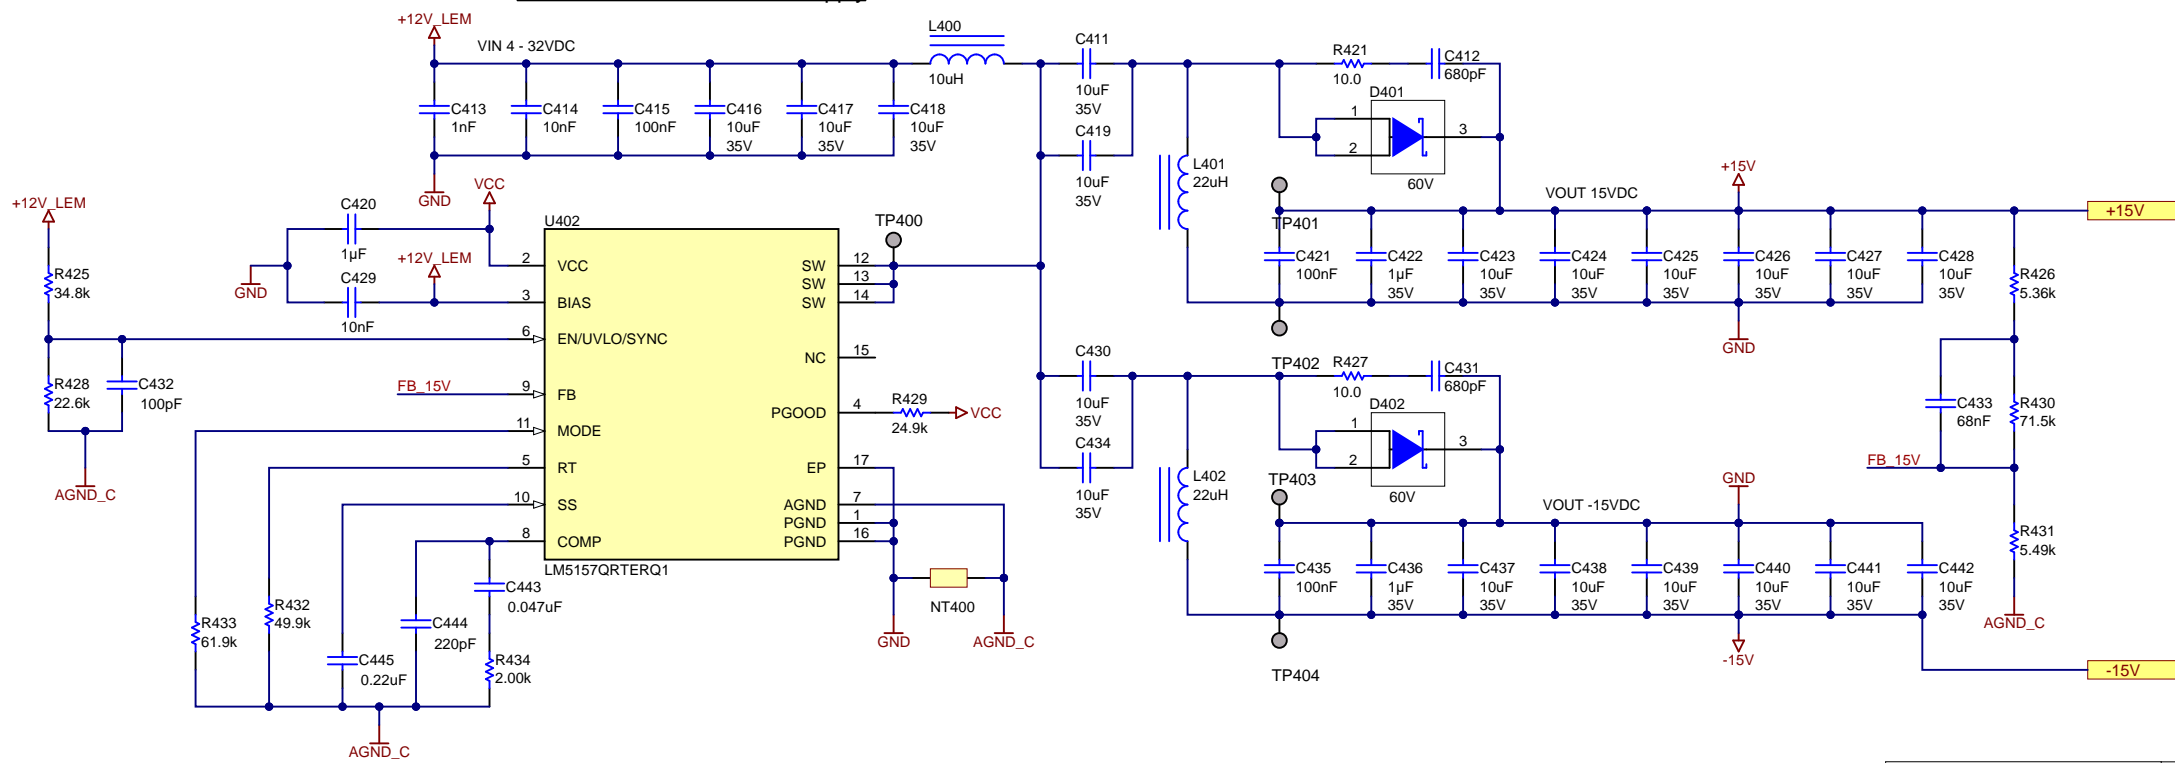 +12V_LEM
VIN 4 - 32VDC
L400
10uH
C413
1nF
C414
10nF
C415
100nF
C416
10uF
35V
C417
10uF
35V
C418
10uF
35V
GND
C411
10uF
35V
C419
10uF
35V
R421
10.0
C412
680pF
D401
1
2
3
60V
L401
22uH
TP401
VOUT 15VDC
+15V
+15V
C421
100nF
C422
1µF
35V
C423
10uF
35V
C424
10uF
35V
C425
10uF
35V
C426
10uF
35V
C427
10uF
35V
C428
10uF
35V
GND
TP402
R426
5.36k
C433
68nF
R430
71.5k
FB_15V
R431
5.49k
AGND_C
+12V_LEM
R425
34.8k
R428
22.6k
C432
100pF
AGND_C
VCC
C420
1µF
GND
+12V_LEM
C429
10nF
FB_15V
U402
2
VCC
3
BIAS
6
EN/UVLO/SYNC
9
FB
11
MODE
5
RT
10
SS
8
COMP
SW
12
SW
13
SW
14
NC
15
PGOOD
4
EP
17
AGND
7
PGND
1
PGND
16
LM5157QRTERQ1
TP400
R429
24.9k
VCC
NT400
GND
AGND_C
R433
61.9k
R432
49.9k
C445
0.22uF
C444
220pF
C443
0.047uF
R434
2.00k
AGND_C
C430
10uF
35V
C434
10uF
35V
R427
10.0
C431
680pF
D402
1
2
3
60V
L402
22uH
TP403
VOUT -15VDC
GND
C435
100nF
C436
1µF
35V
C437
10uF
35V
C438
10uF
35V
C439
10uF
35V
C440
10uF
35V
C441
10uF
35V
C442
10uF
35V
-15V
TP404
-15V